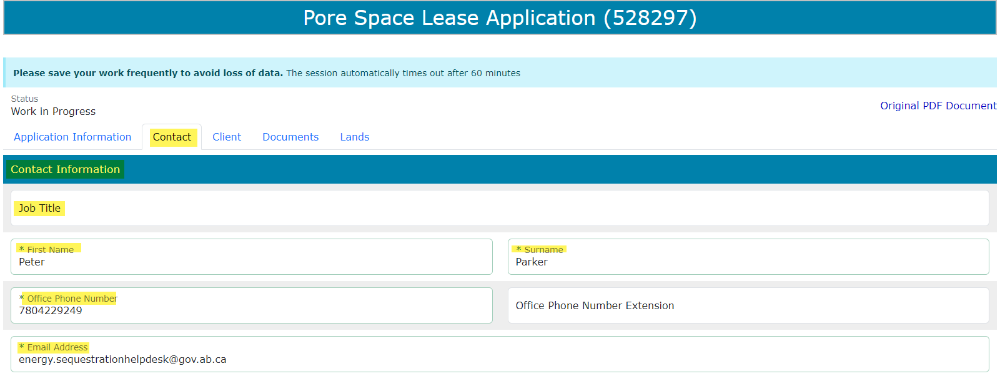 Pore Space Lease Application (528297)
Please save your work frequently to avoid loss of data. The session automatically times out after 60 minutes
Status
Work in Progress
Original PDF Document
Application Information Contact Client Documents Lands
Contact Information
Job Title
* First Name
Peter
* Surname
Parker
* Office Phone Number
7804229249
Office Phone Number Extension
* Email Address
energy.sequestrationhelpdesk@gov.ab.ca